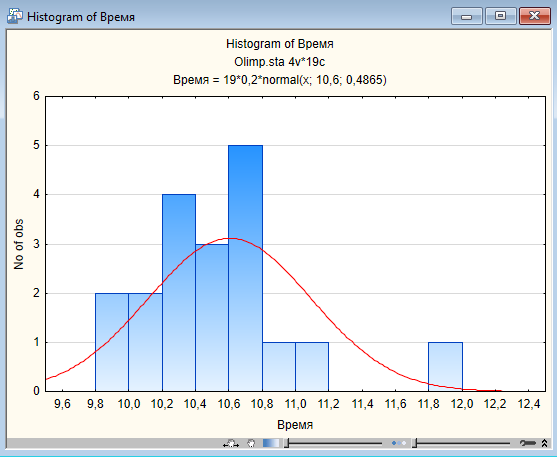 Histogram of Время
Histogram of Время
Olimp.sta 4v*19c
Время = 19*0,2*normal(x; 10,6; 0,4865)
6
5
4
3
2
1
0
No of obs
9,6 9,8 10,0 10,2 10,4 10,6 10,8 11,0 11,2 11,4 11,6 11,8 12,0 12,2 12,4
Время